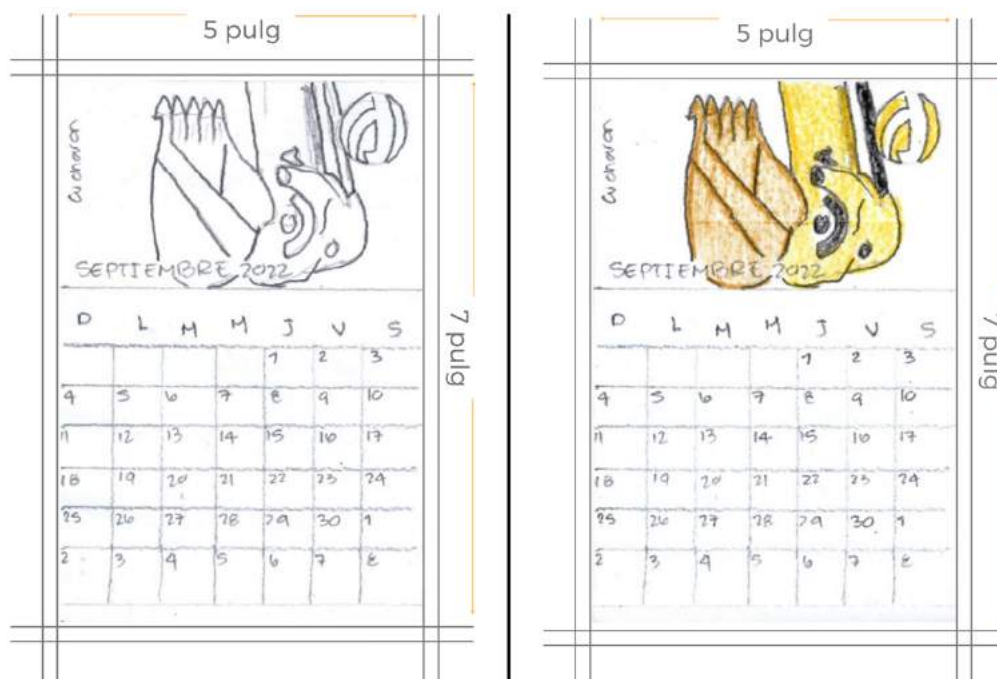 5 pulg
Cucharon
SEPTIEMBRE 2022
D L M M J V S
1 2 3
4 5 6 7 8 9 10
11 12 13 14 15 16 17
18 19 20 21 22 23 24
25 26 27 28 29 30 1
2 3 4 5 6 7 8
7 pulg
5 pulg
Cucharon
SEPTIEMBRE 2022
D L M M J V S
1 2 3
4 5 6 7 8 9 10
11 12 13 14 15 16 17
18 19 20 21 22 23 24
25 26 27 28 29 30 1
2 3 4 5 6 7 8
7 pulg